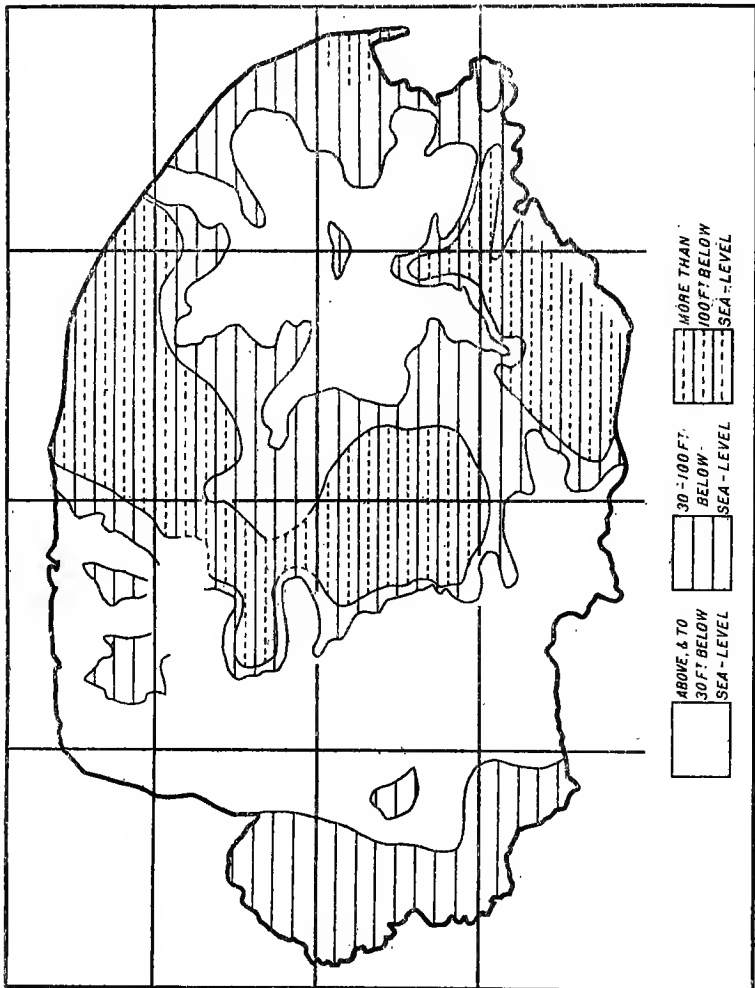 ABOVE, & TO
30 FT BELOW
SEA-LEVEL
30-100 FT.
BELOW-
SEA-LEVEL
MORE THAN
100 FT BELOW
SEA-LEVEL